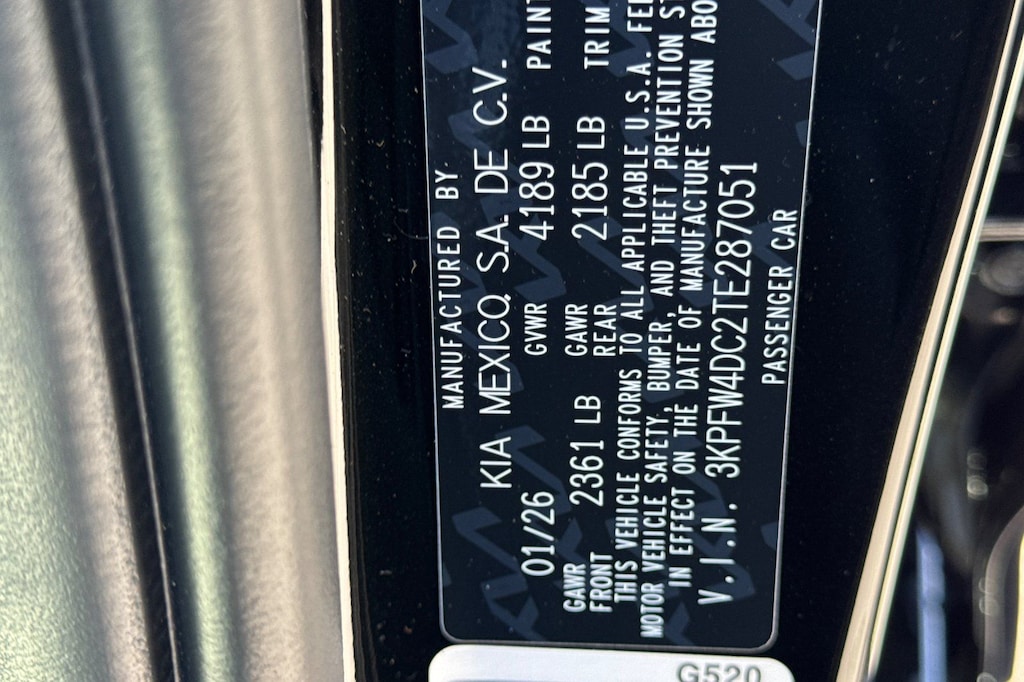 MANUFACTURED BY
KIA MEXICO, S.A. DE C.V.
01/26 GVWR 4189 LB PAINT
GAWR FRONT 2361 LB GAWR REAR 2185 LB TRIM
THIS VEHICLE CONFORMS TO ALL APPLICABLE U.S.A.
MOTOR VEHICLE SAFETY, BUMPER, AND THEFT PREVENTION
IN EFFECT ON THE DATE OF MANUFACTURE SHOWN
V.I.N. 3KPFW4DC2TE287051
PASSENGER CAR
G520